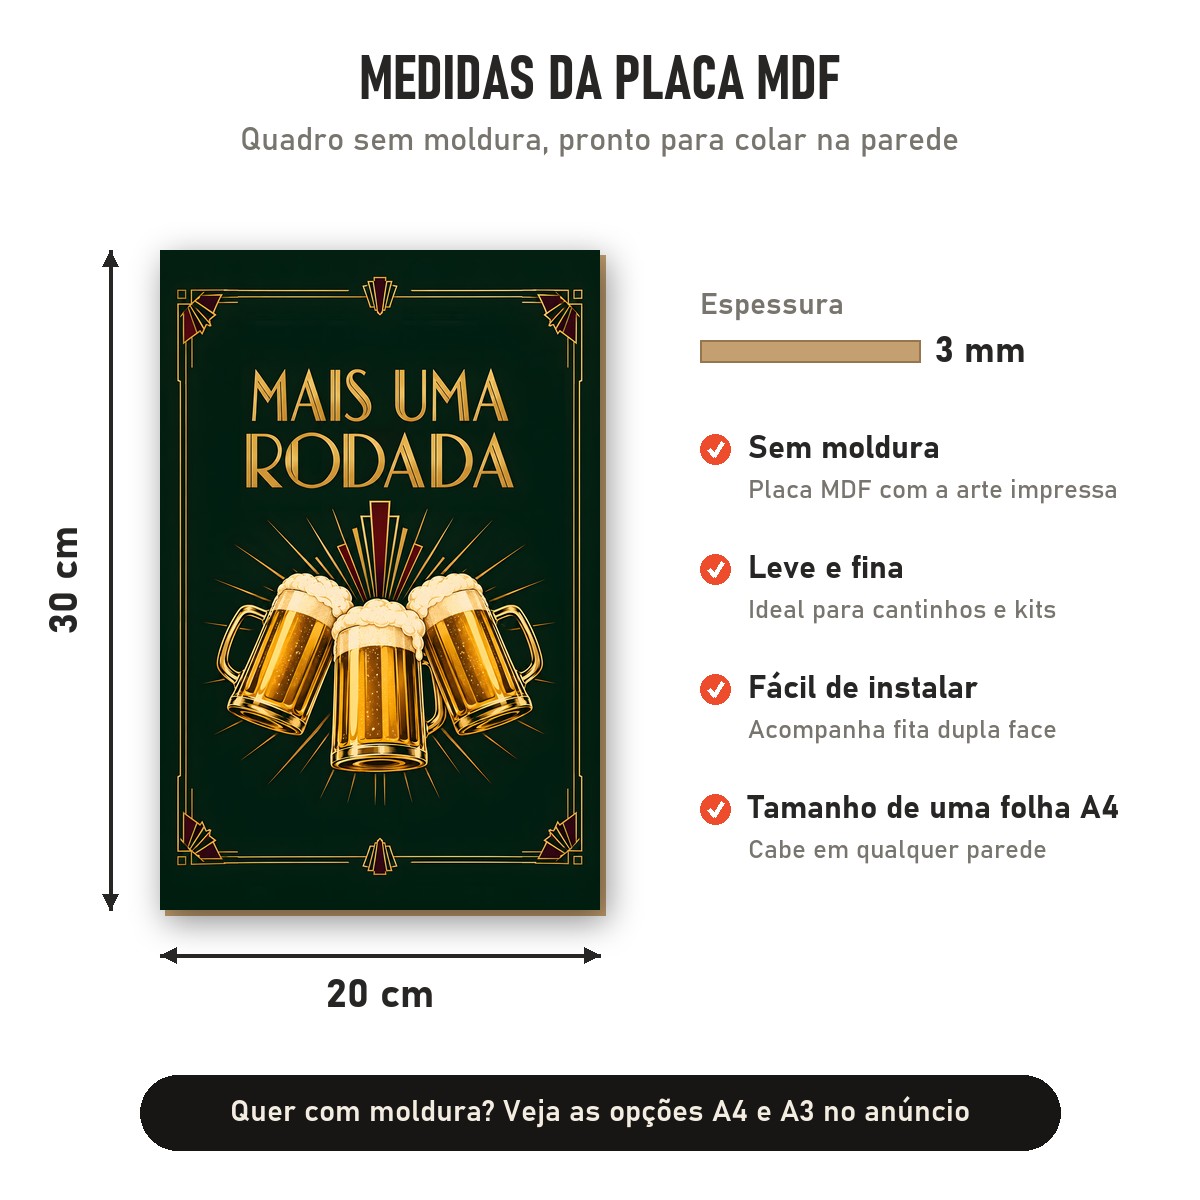 MEDIDAS DA PLACA MDF
Quadro sem moldura, pronto para colar na parede
MAIS UMA
RODADA
30 cm
20 cm
Espessura
3 mm
Sem moldura
Placa MDF com a arte impressa
Leve e fina
Ideal para cantinhos e kits
Fácil de instalar
Acompanha fita dupla face
Tamanho de uma folha A4
Cabe em qualquer parede
Quer com moldura? Veja as opções A4 e A3 no anúncio